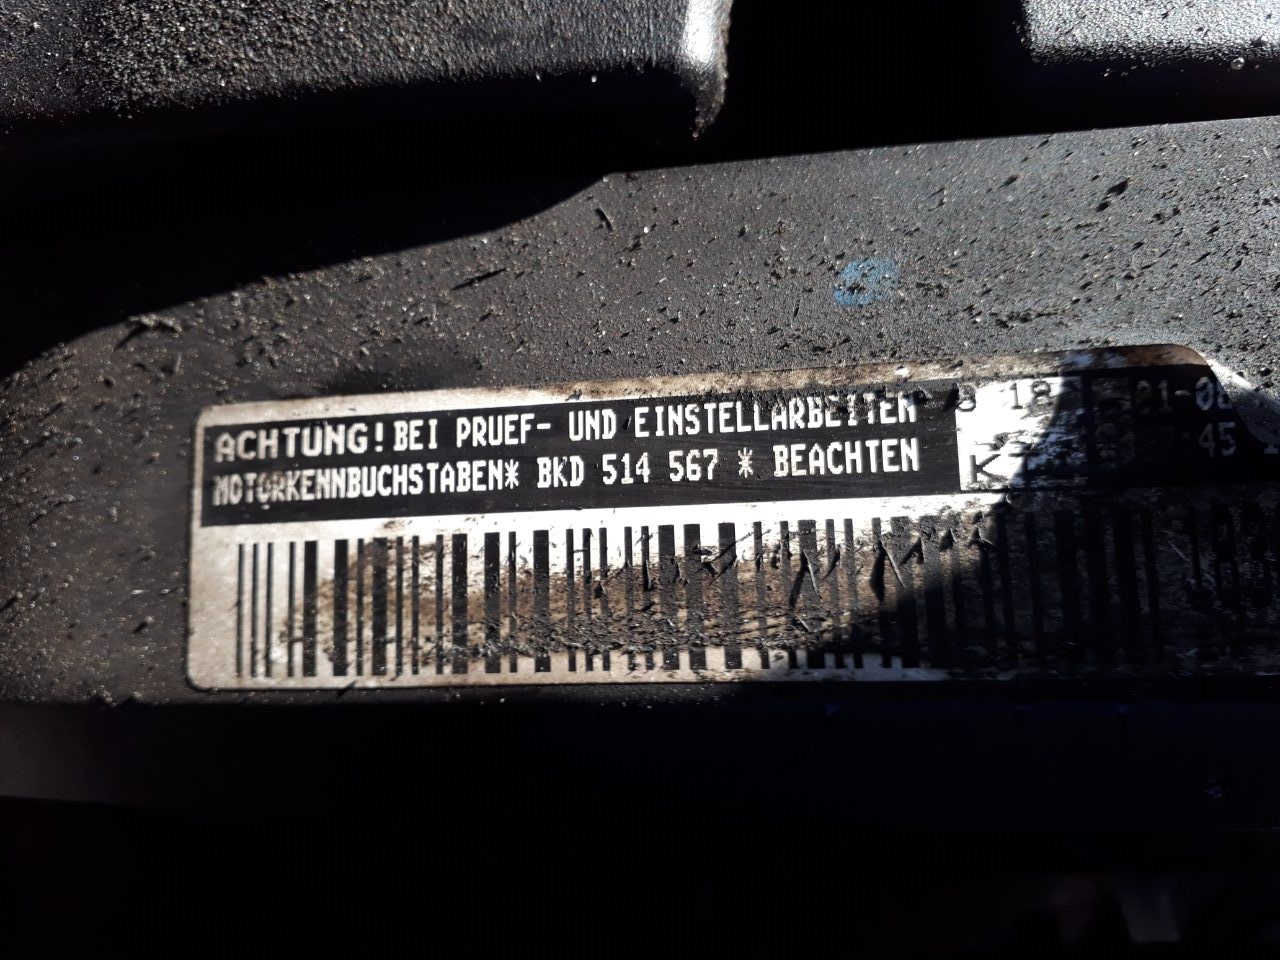 ACHTUNG! BEI PRUEF- UND EINSTELLARBEITEN
MOTORKENNBUCHSTABEN* BKD 514 567 * BEACHTEN